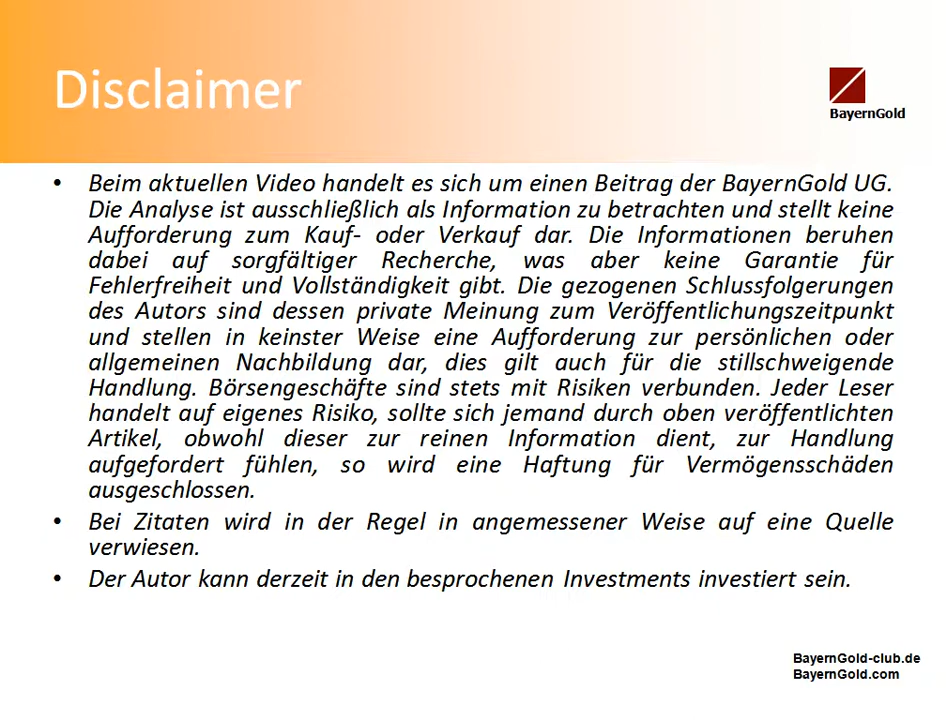 Disclaimer
BayernGold
• Beim aktuellen Video handelt es sich um einen Beitrag der BayernGold UG.
Die Analyse ist ausschließlich als Information zu betrachten und stellt keine
Aufforderung zum Kauf- oder Verkauf dar. Die Informationen beruhen
dabei auf sorgfältiger Recherche, was aber keine Garantie für
Fehlerfreiheit und Vollständigkeit gibt. Die gezogenen Schlussfolgerungen
des Autors sind dessen private Meinung zum Veröffentlichungszeitpunkt
und stellen in keinster Weise eine Aufforderung zur persönlichen oder
allgemeinen Nachbildung dar, dies gilt auch für die stillschweigende
Handlung. Börsengeschäfte sind stets mit Risiken verbunden. Jeder Leser
handelt auf eigenes Risiko, sollte sich jemand durch oben veröffentlichten
Artikel, obwohl dieser zur reinen Information dient, zur Handlung
aufgefordert fühlen, so wird eine Haftung für Vermögensschäden
ausgeschlossen.
• Bei Zitaten wird in der Regel in angemessener Weise auf eine Quelle
verwiesen.
• Der Autor kann derzeit in den besprochenen Investments investiert sein.
BayernGold-club.de
BayernGold.com